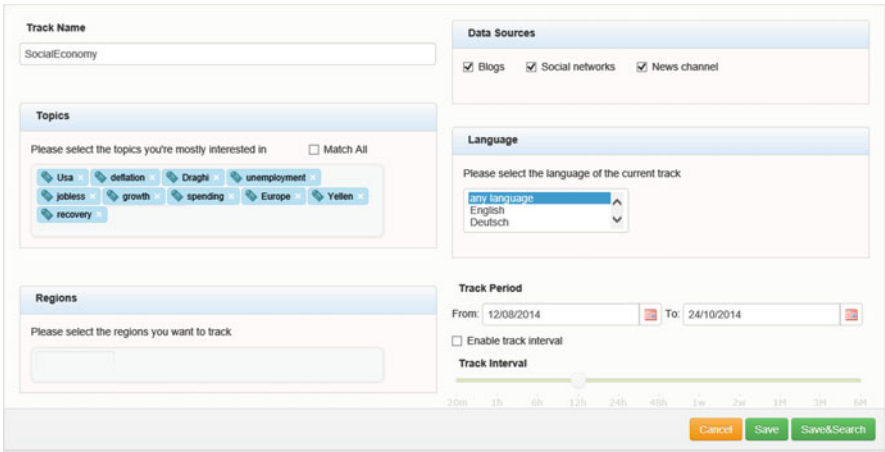 Track Name
SocialEconomy
Topics
Please select the topics you're mostly interested in Match All
Usa × deflation × Draghi × unemployment ×
jobless × growth × spending × Europe × Yellen ×
recovery ×
Regions
Please select the regions you want to track
Data Sources
Blogs Social networks News channel
Language
Please select the language of the current track
any language
English
Deutsch
Track Period
From: 12/08/2014 To: 24/10/2014
Enable track interval
Track Interval
20m 1h 6h 12h 24h 48h 1w 2w 1M 3M 6M
Cancel Save Save&Search